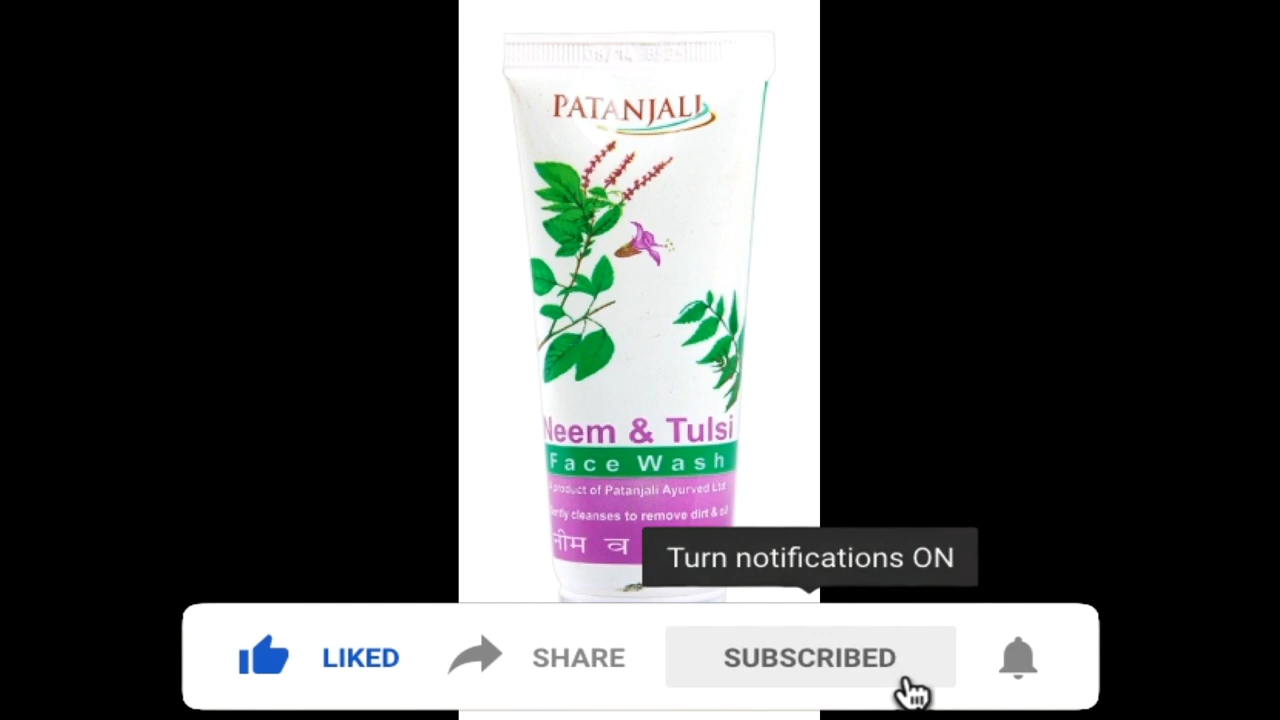 PATANJALI
Neem & Tulsi
Face Wash
product of Patanjali Ayurved Ltd
cleanses to remove dirt & oil
नीम व
Turn notifications ON
LIKED
SHARE
SUBSCRIBED